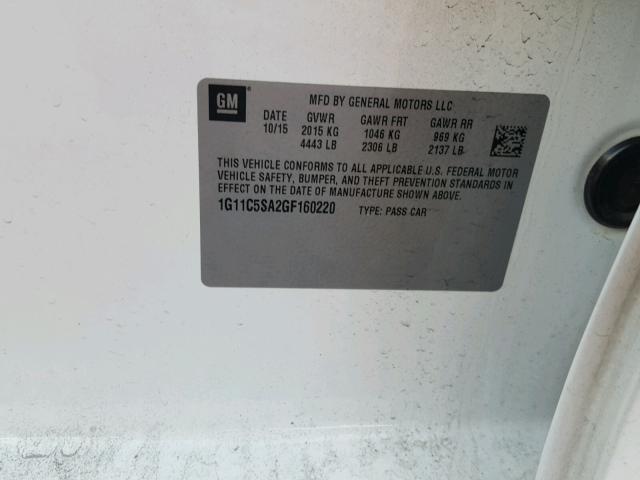 GM
MFD BY GENERAL MOTORS LLC
DATE GVWR GAWR FRT GAWR RR
10/15 2015 KG 1046 KG 969 KG
4443 LB 2306 LB 2137 LB
THIS VEHICLE CONFORMS TO ALL APPLICABLE U.S. FEDERAL MOTOR
VEHICLE SAFETY, BUMPER, AND THEFT PREVENTION STANDARDS IN
EFFECT ON THE DATE OF MANUFACTURE SHOWN ABOVE.
1G11C5SA2GF160220 TYPE: PASS CAR